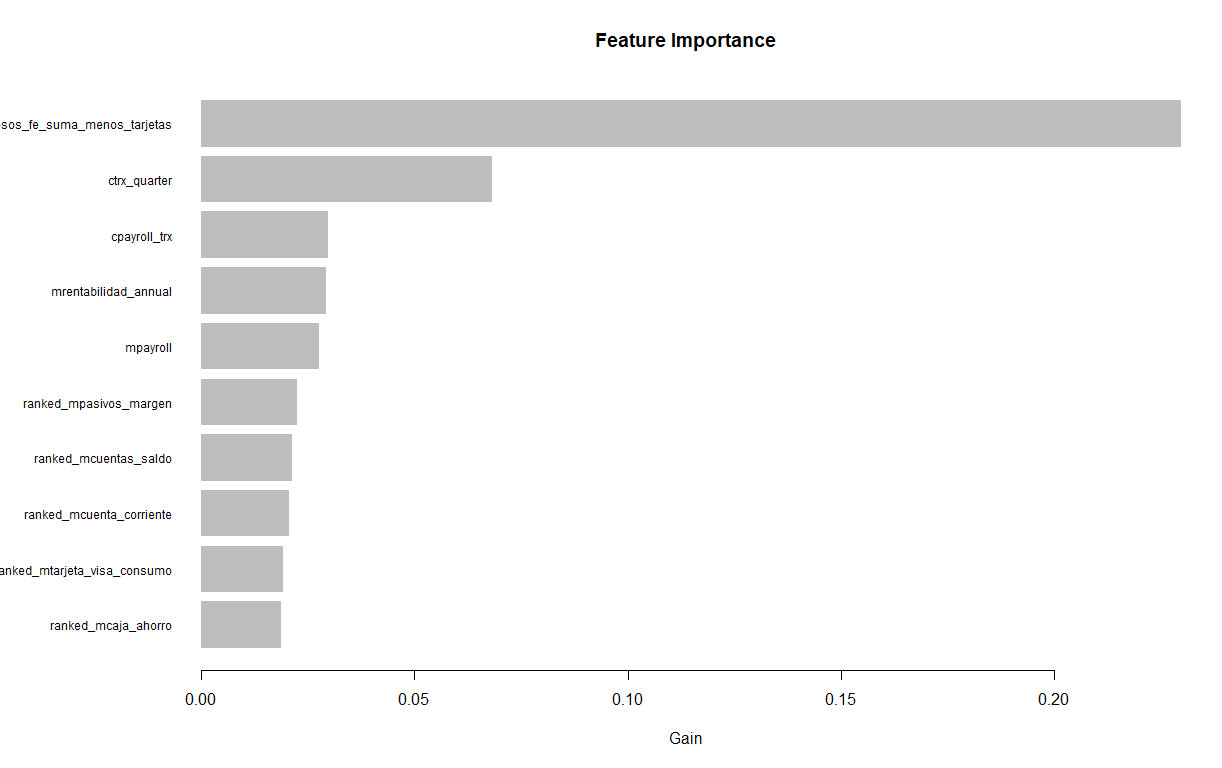 Feature Importance
sos_fe_suma_menos_tarjetas
ctrx_quarter
cpayroll_trx
mrentabilidad_annual
mpayroll
ranked_mpasivos_margen
ranked_mcuentas_saldo
ranked_mcuenta_corriente
anked_mtarjeta_visa_consumo
ranked_mcaja_ahorro
0.00 0.05 0.10 0.15 0.20
Gain